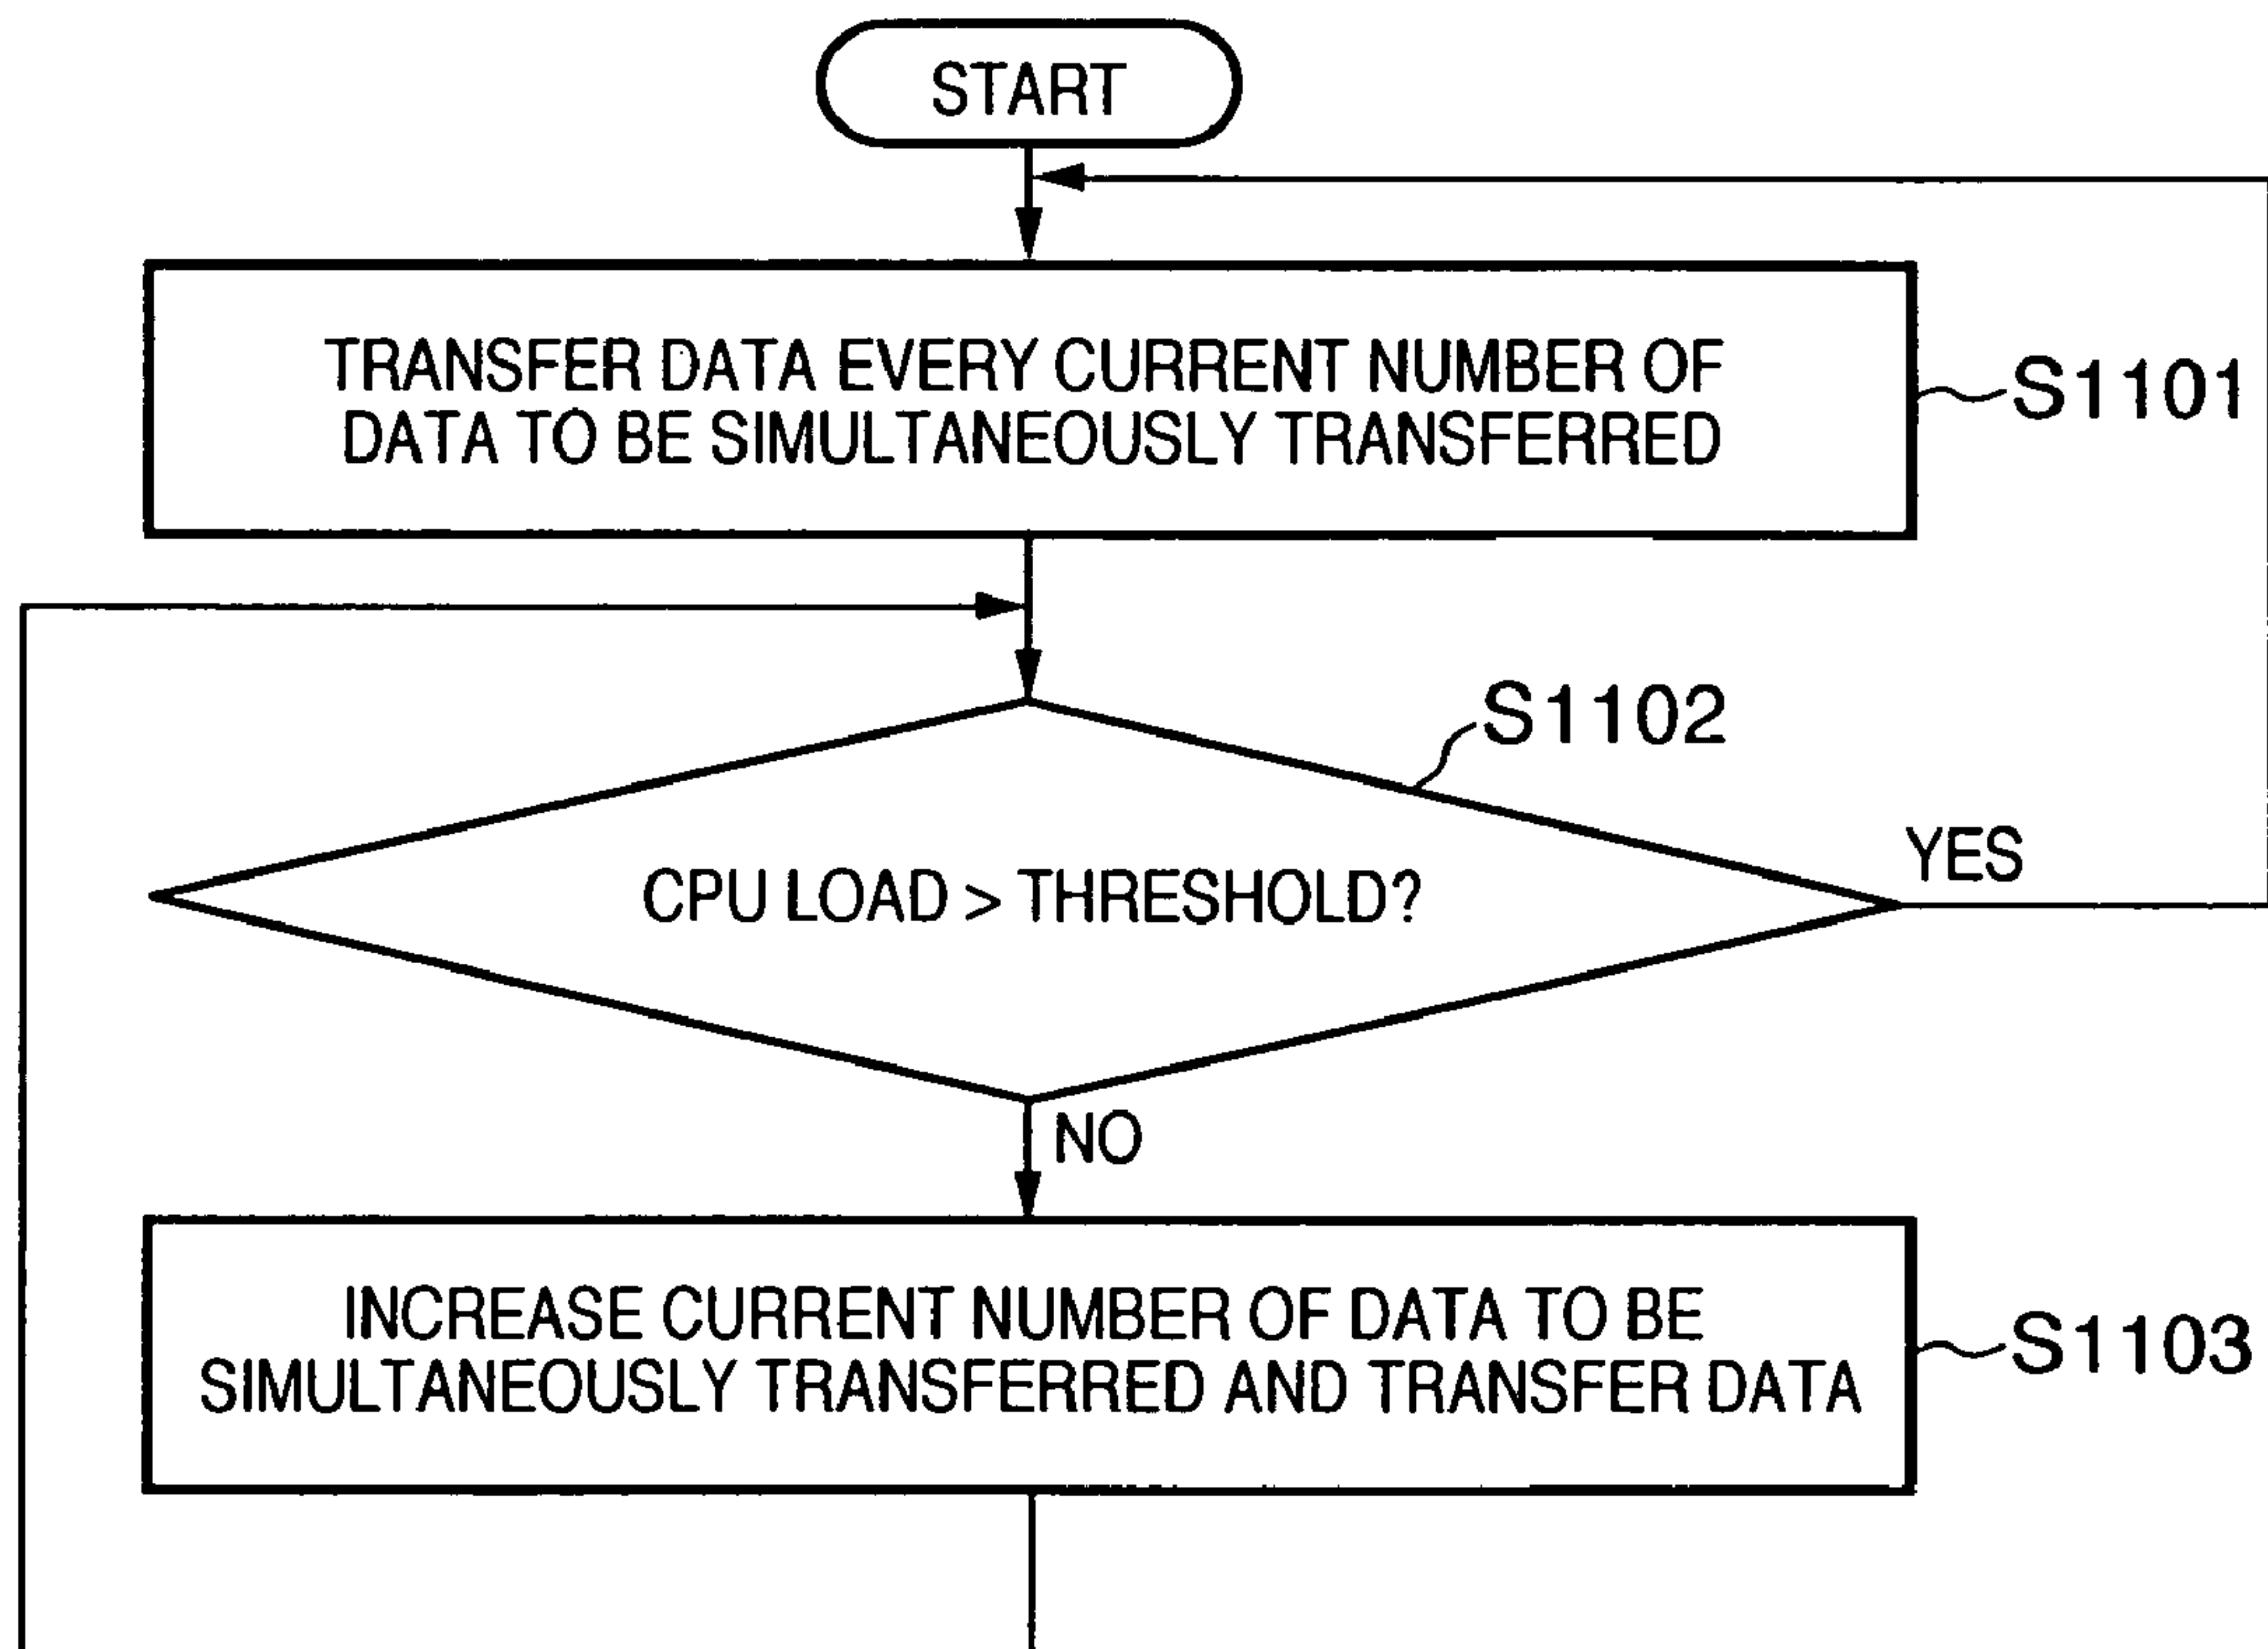 START
TRANSFER DATA EVERY CURRENT NUMBER OF
DATA TO BE SIMULTANEOUSLY TRANSFERRED
S1101
S1102
CPU LOAD > THRESHOLD?
YES
NO
INCREASE CURRENT NUMBER OF DATA TO BE
SIMULTANEOUSLY TRANSFERRED AND TRANSFER DATA
S1103